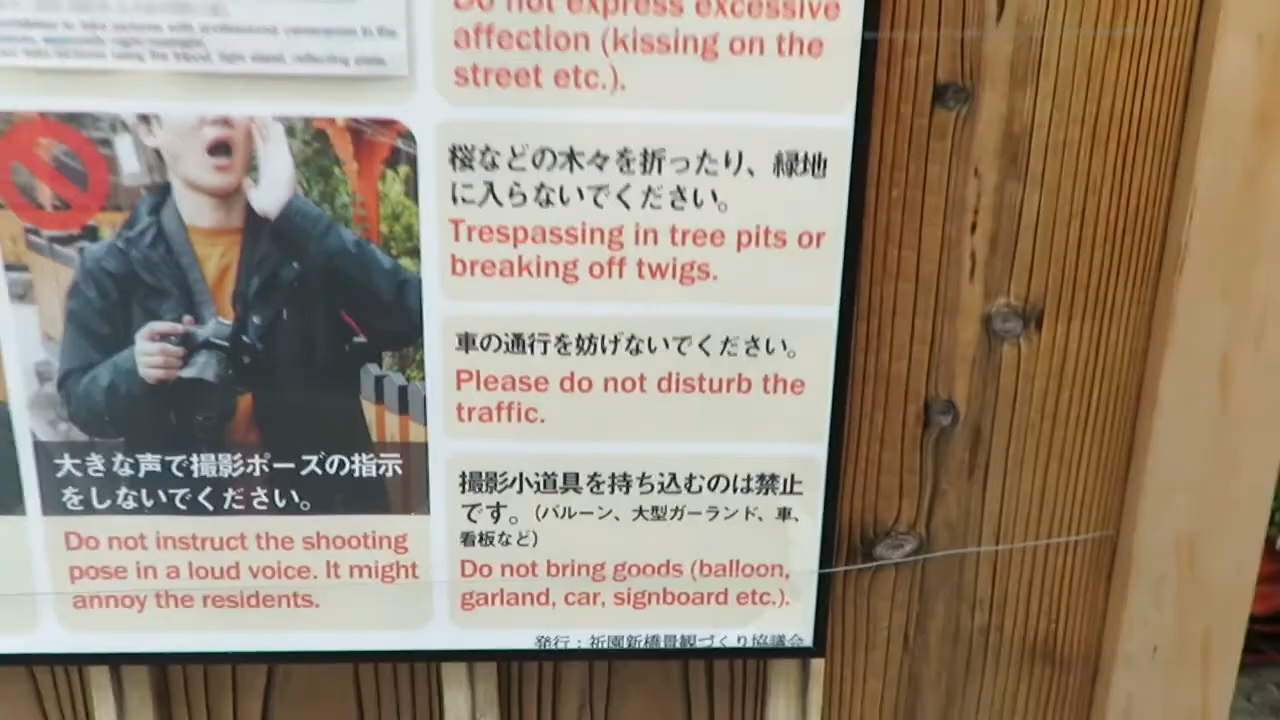 Do not express excessive
affection (kissing on the
street etc.).
大きな声で撮影ポーズの指示
をしないでください。
Do not instruct the shooting
pose in a loud voice. It might
annoy the residents.
桜などの木々を折ったり、緑地
に入らないでください。
Trespassing in tree pits or
breaking off twigs.
車の通行を妨げないでください。
Please do not disturb the
traffic.
撮影小道具を持ち込むのは禁止
です。(バルーン、大型ガーランド、車、
看板など)
Do not bring goods (balloon,
garland, car, signboard etc.).
発行:祇園新橋景観づくり協議会